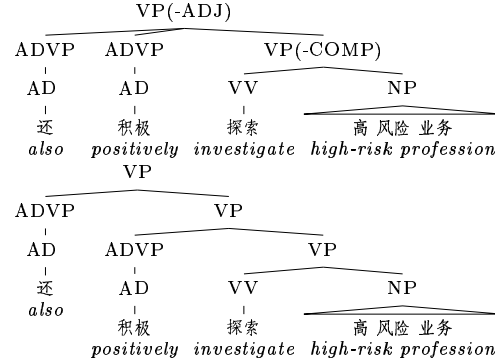 VP(-ADJ)
ADVP ADVP VP(-COMP)
AD AD VV NP
还 积极 探索 高 风险 业务
also positively investigate high-risk profession
VP
ADVP VP
AD ADVP VP
还 AD VV NP
also
积极 探索 高 风险 业务
positively investigate high-risk profession